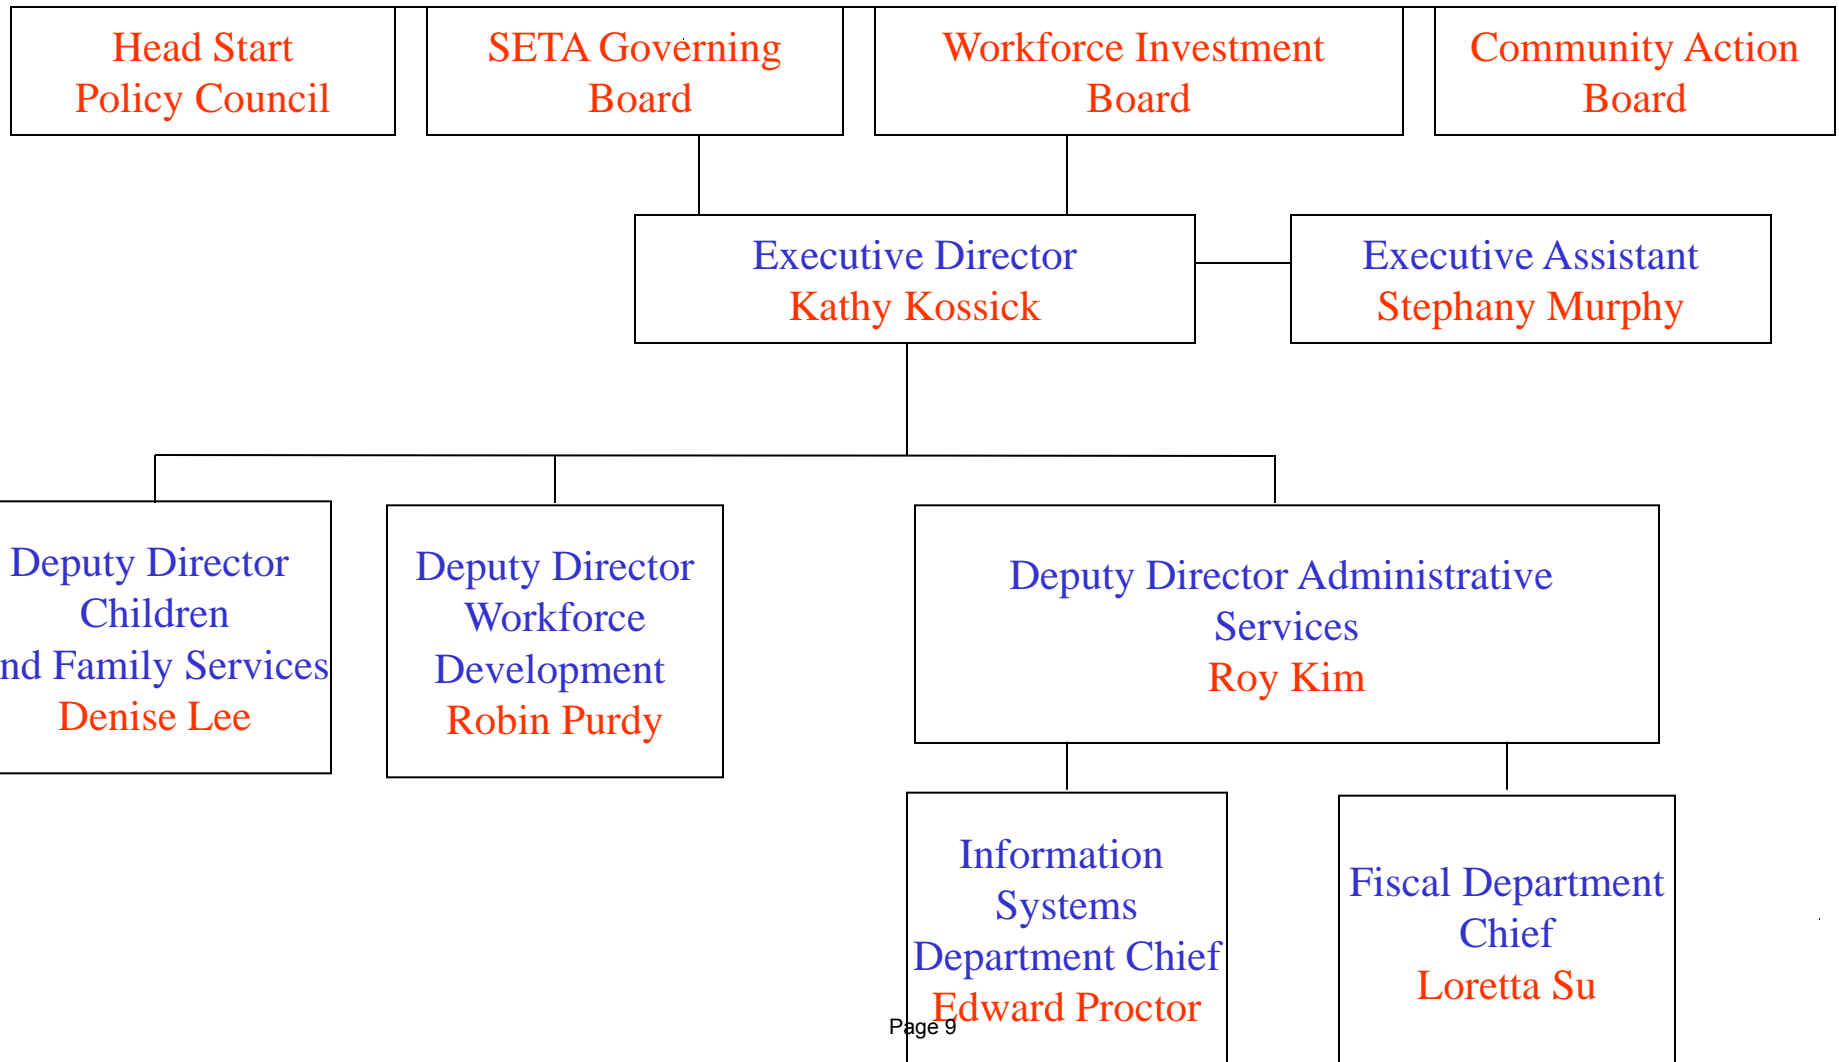 Head Start
Policy Council
SETA Governing
Board
Workforce Investment
Board
Community Action
Board
Executive Director
Kathy Kossick
Executive Assistant
Stephany Murphy
Deputy Director
Children
nd Family Services
Denise Lee
Deputy Director
Workforce
Development
Robin Purdy
Deputy Director Administrative
Services
Roy Kim
Information
Systems
Department Chief
Edward Proctor
Fiscal Department
Chief
Loretta Su
Page 9